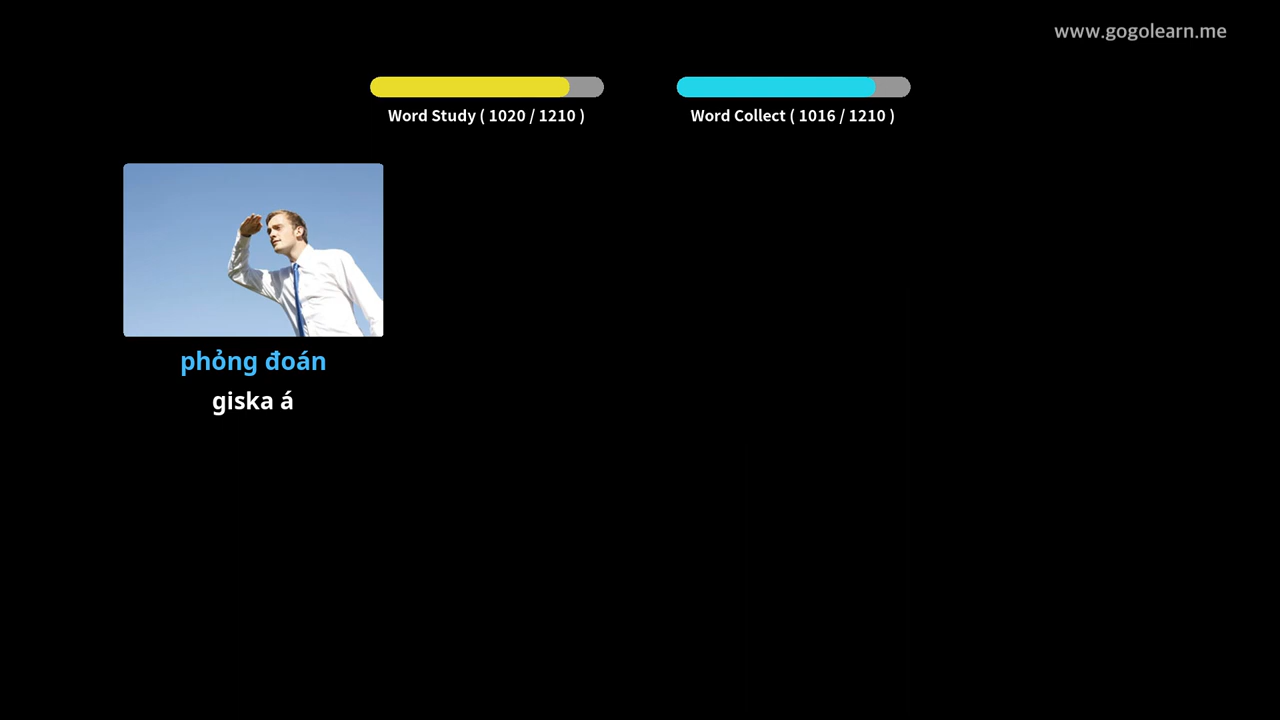 www.gogolearn.me
Word Study ( 1020 / 1210 )
Word Collect ( 1016 / 1210 )
phỏng đoán
giska á